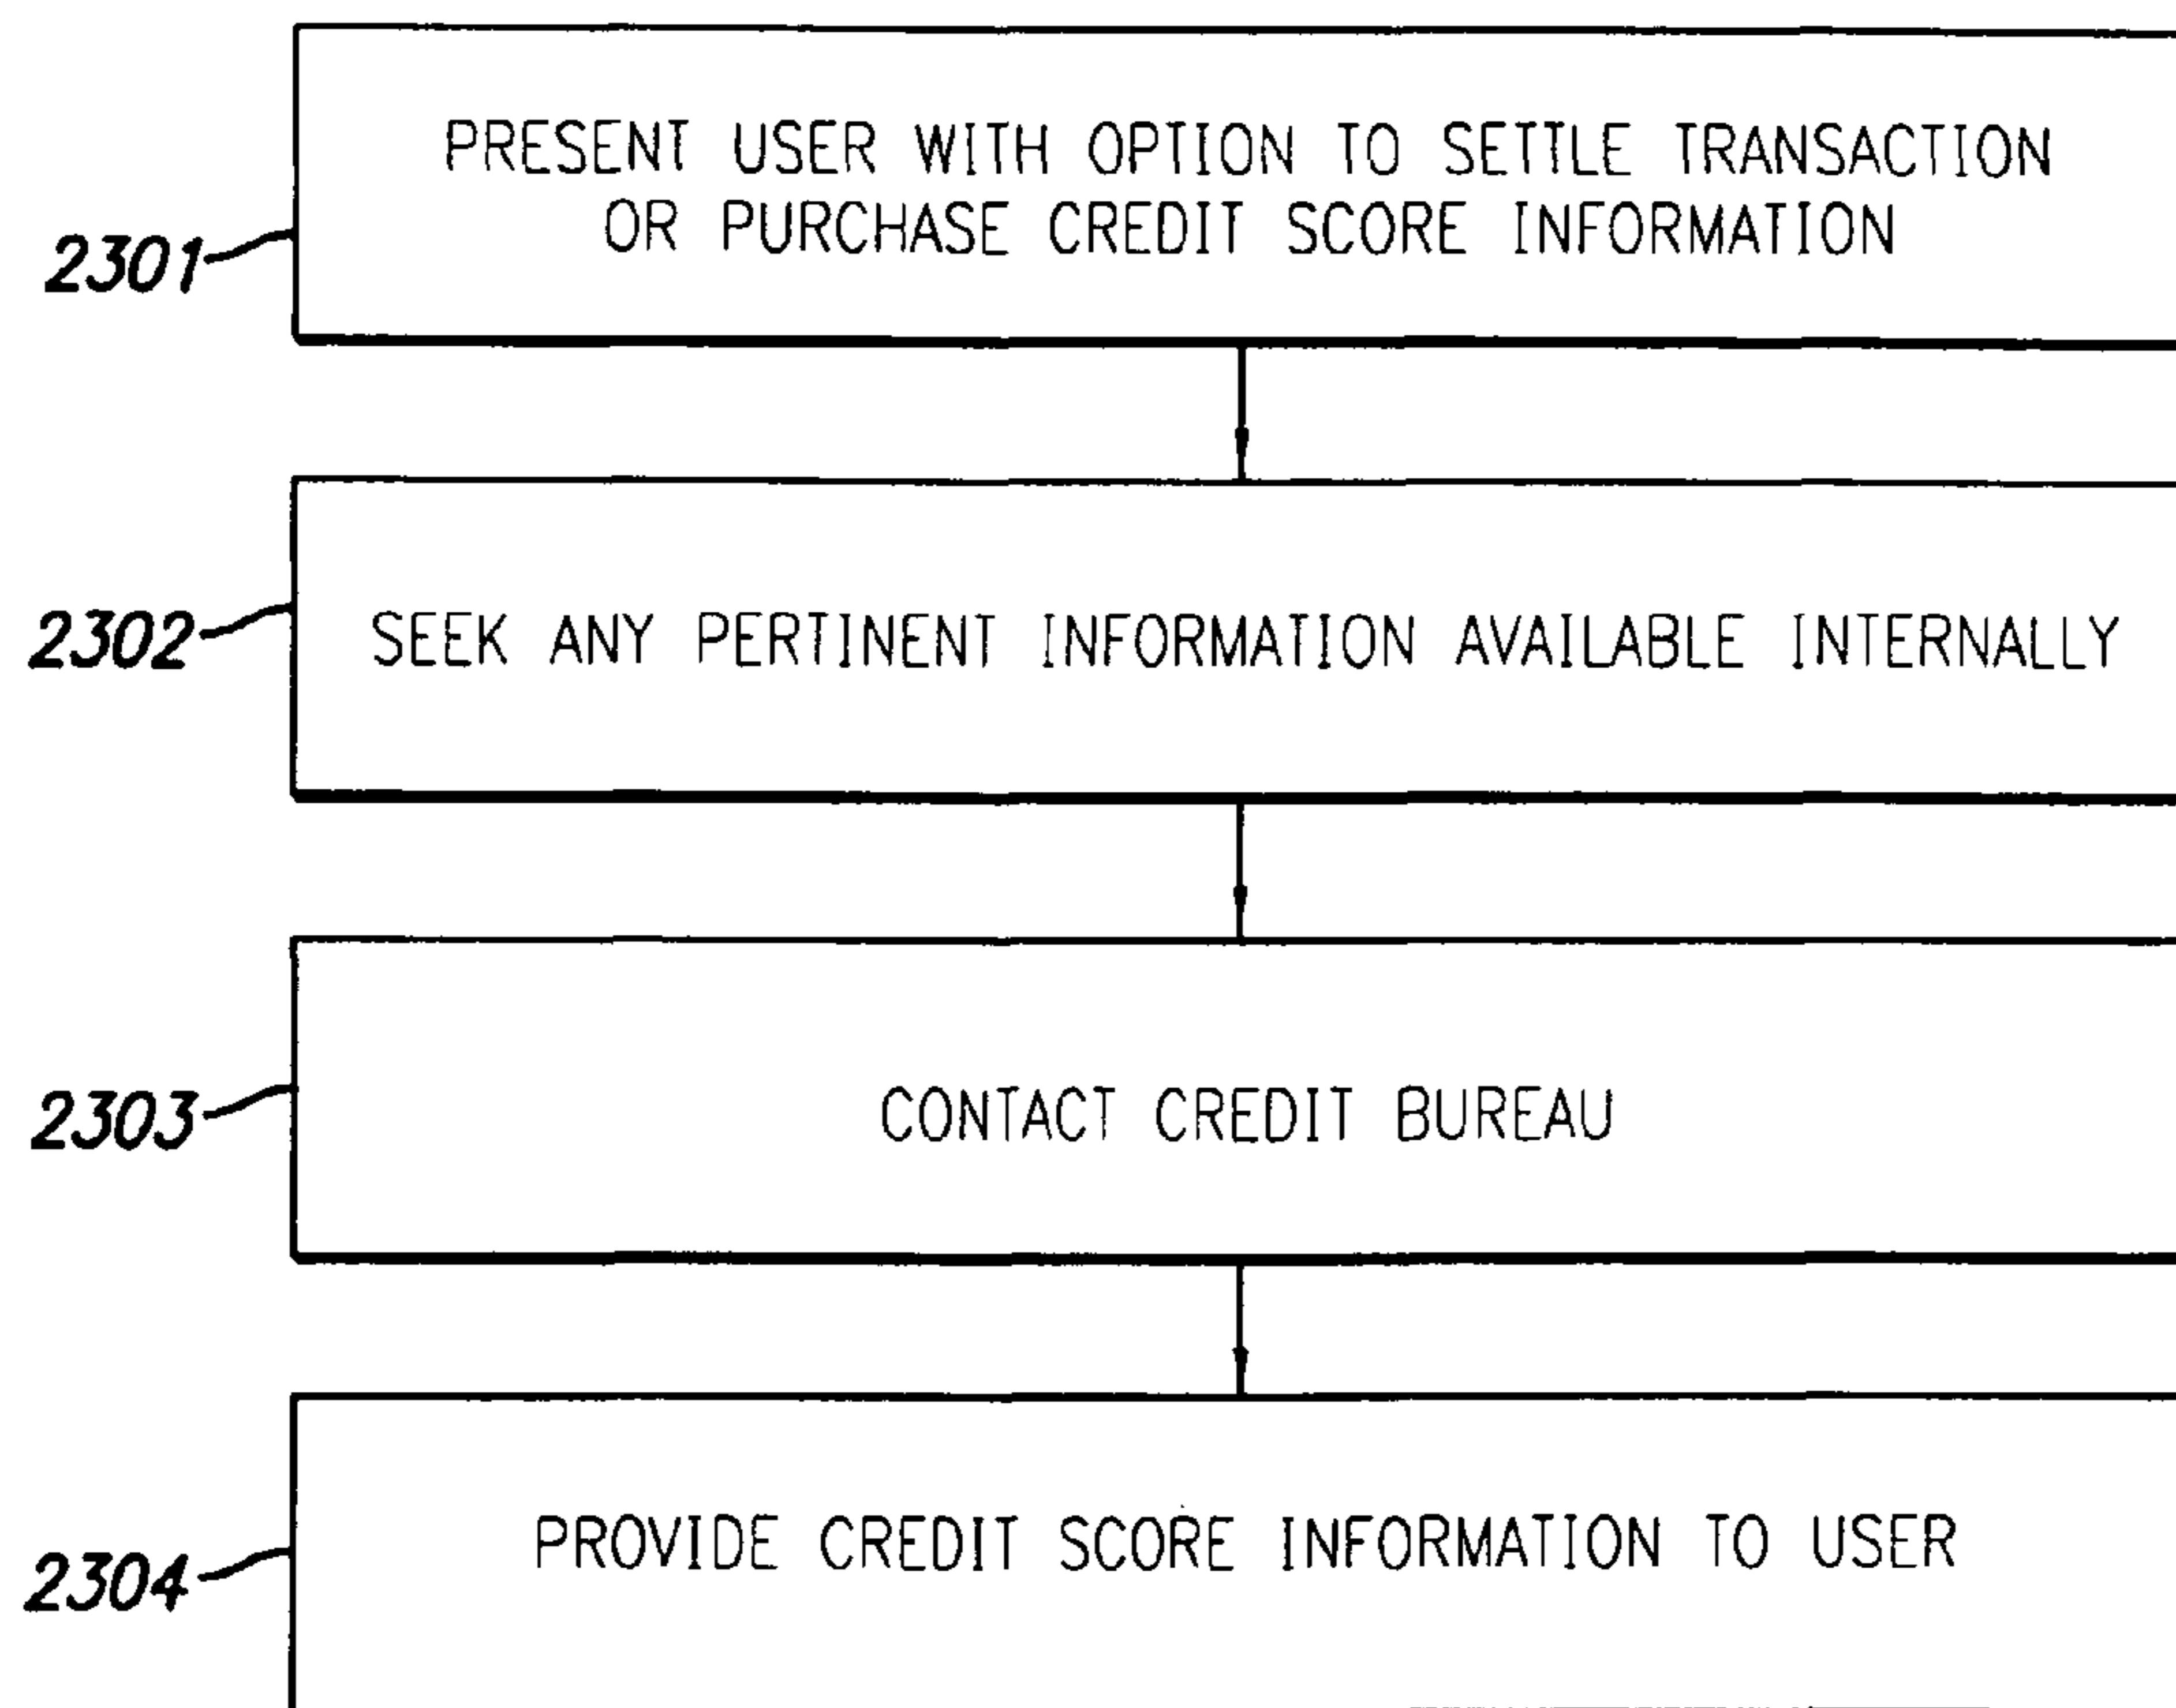 PRESENT USER WITH OPTION TO SETTLE TRANSACTION
OR PURCHASE CREDIT SCORE INFORMATION
2301
SEEK ANY PERTINENT INFORMATION AVAILABLE INTERNALLY
2302
CONTACT CREDIT BUREAU
2303
PROVIDE CREDIT SCORE INFORMATION TO USER
2304